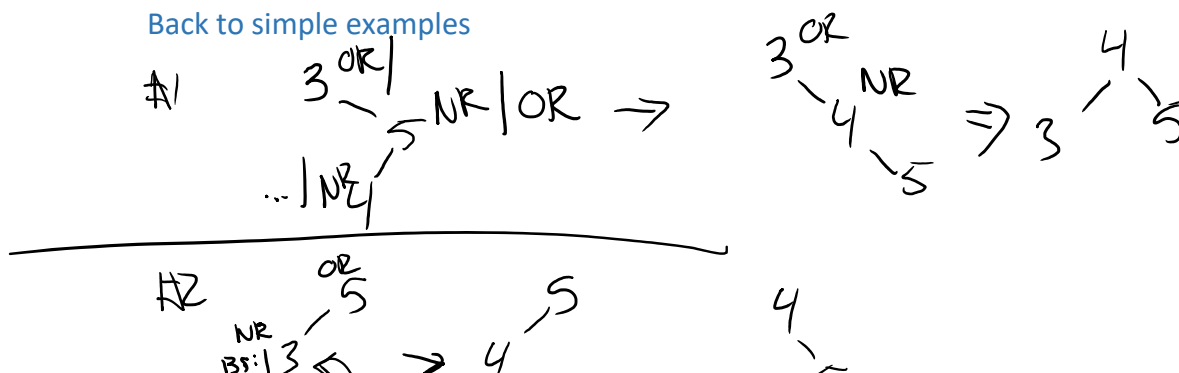 Back to simple examples
#1
3 OR|
5 NR|OR →
...|NR 4
3 OR
4 NR
5
⇒
4
3 5
#2
OR
5
NR
3
→
5
4
4
5